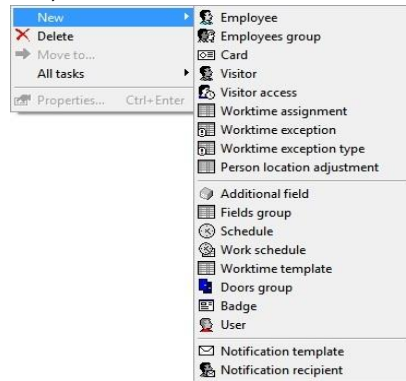 New
Delete
Move to...
All tasks
Properties... Ctrl+Enter
Employee
Employees group
Card
Visitor
Visitor access
Worktime assignment
Worktime exception
Worktime exception type
Person location adjustment
Additional field
Fields group
Schedule
Work schedule
Worktime template
Doors group
Badge
User
Notification template
Notification recipient